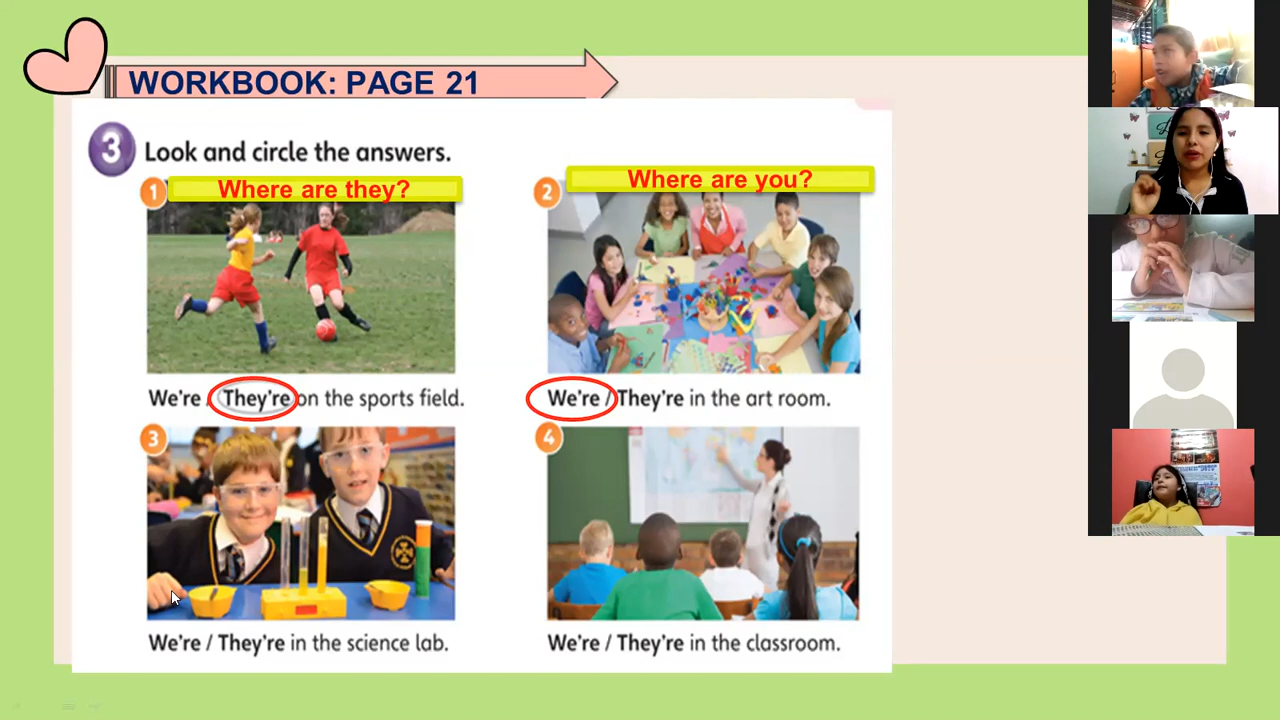 WORKBOOK: PAGE 21
3 Look and circle the answers.
1 Where are they?
2 Where are you?
We're / They're on the sports field.
We're / They're in the art room.
3
4
We're / They're in the science lab.
We're / They're in the classroom.